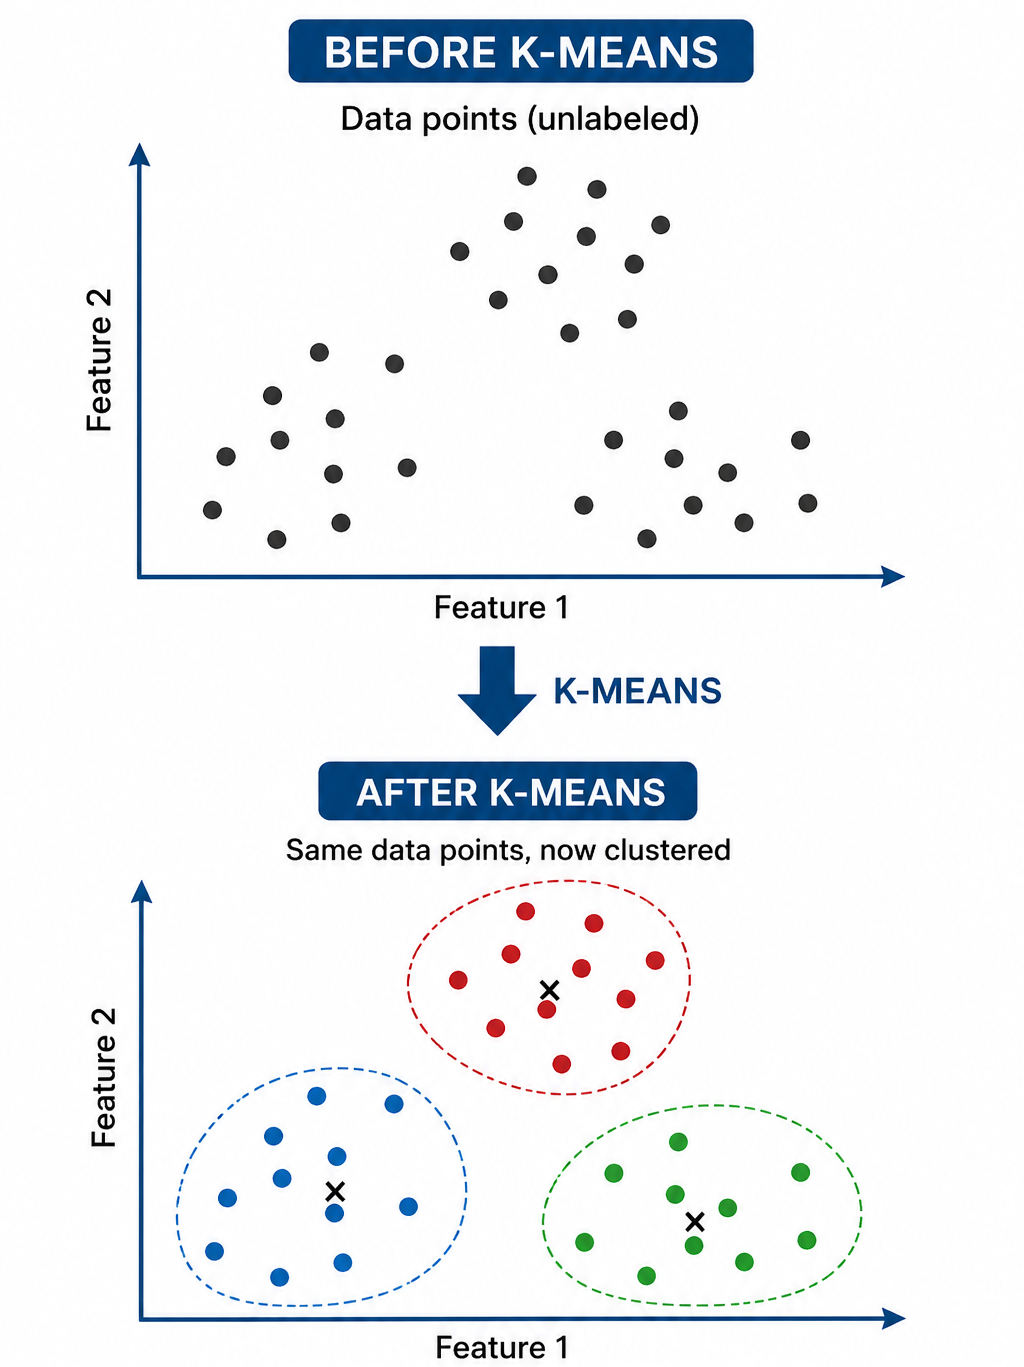 BEFORE K-MEANS
Data points (unlabeled)
Feature 2
Feature 1
K-MEANS
AFTER K-MEANS
Same data points, now clustered
Feature 2
Feature 1